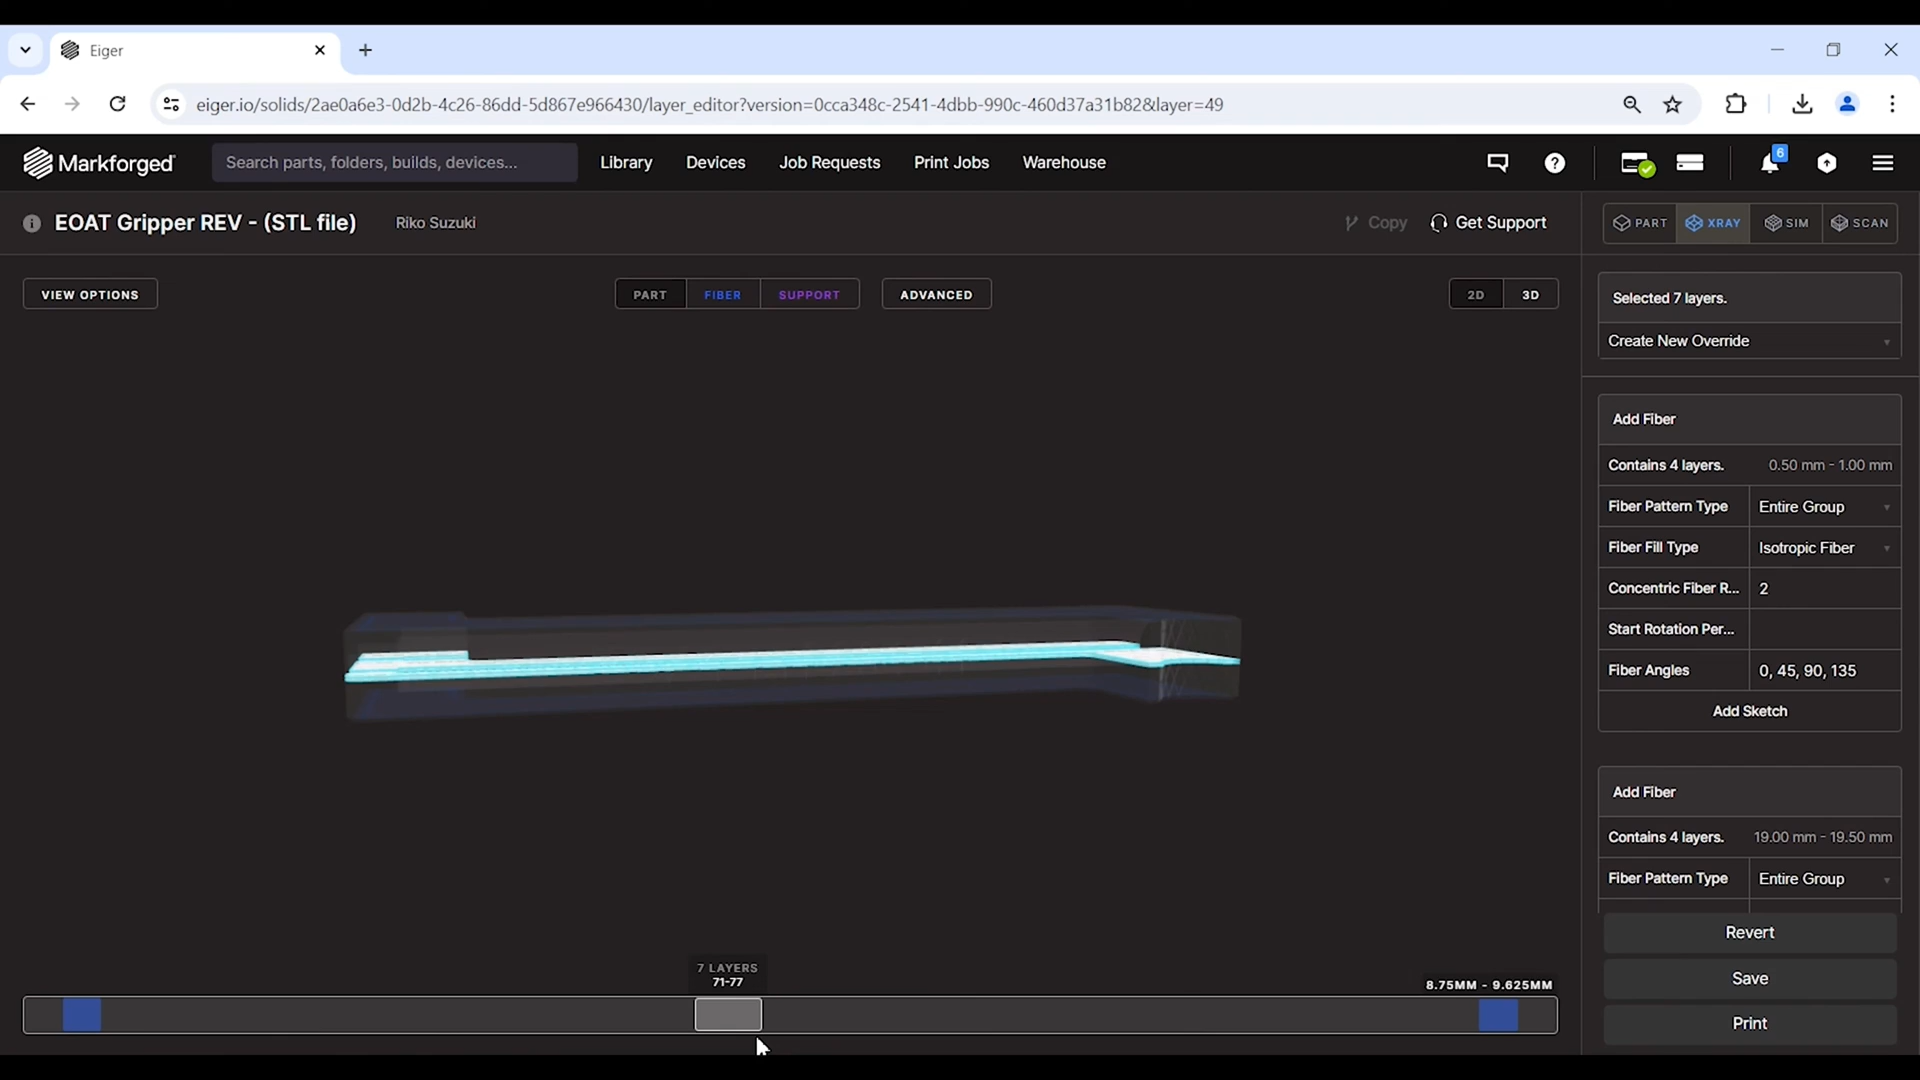 Eiger
eiger.io/solids/2ae0a6e3-0d2b-4c26-86dd-5d867e966430/layer_editor?version=0cca348c-2541-4dbb-990c-460d37a31b82&layer=49
Markforged
Search parts, folders, builds, devices...
Library
Devices
Job Requests
Print Jobs
Warehouse
6
EOAT Gripper REV - (STL file)
Riko Suzuki
Copy
Get Support
PART
XRAY
SIM
SCAN
VIEW OPTIONS
PART
FIBER
SUPPORT
ADVANCED
2D
3D
Selected 7 layers.
Create New Override
Add Fiber
Contains 4 layers. 0.50 mm - 1.00 mm
Fiber Pattern Type Entire Group
Fiber Fill Type Isotropic Fiber
Concentric Fiber R... 2
Start Rotation Per...
Fiber Angles 0, 45, 90, 135
Add Sketch
Add Fiber
Contains 4 layers. 19.00 mm - 19.50 mm
Fiber Pattern Type Entire Group
Revert
Save
Print
7 LAYERS
71-77
8.75MM - 9.625MM